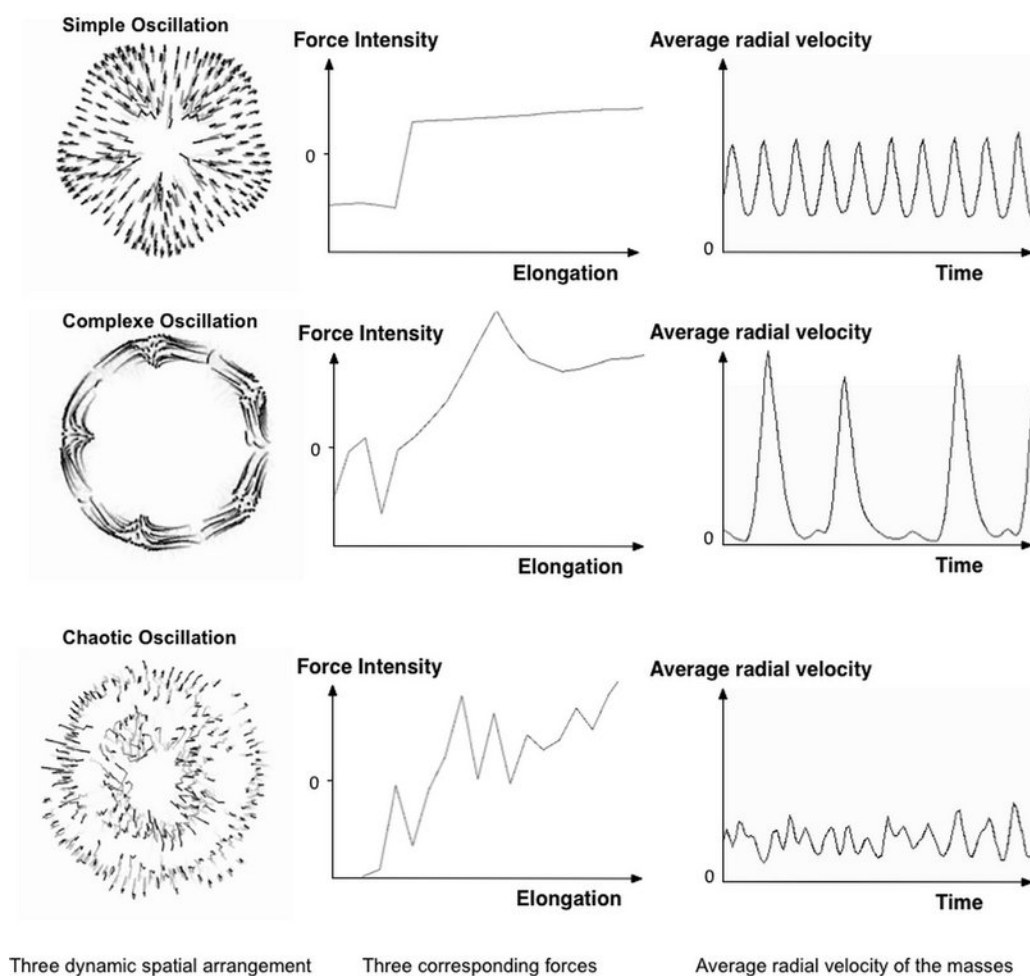 Simple Oscillation
Force Intensity
Average radial velocity
0
0
Elongation
Time
Complexe Oscillation
Force Intensity
Average radial velocity
0
0
Elongation
Time
Chaotic Oscillation
Force Intensity
Average radial velocity
0
0
Elongation
Time
Three dynamic spatial arrangement
Three corresponding forces
Average radial velocity of the masses